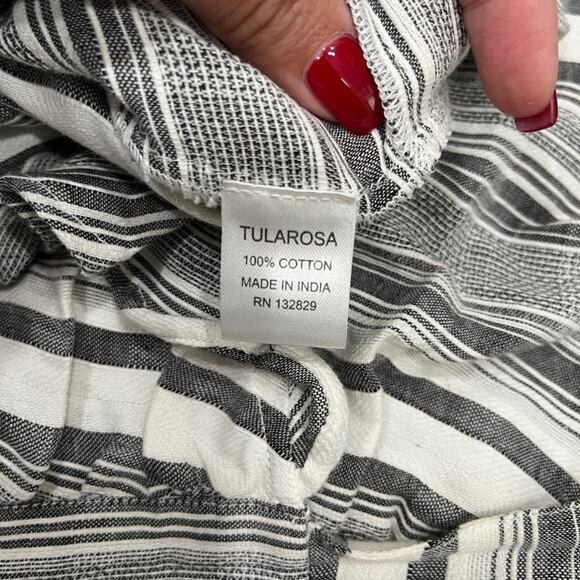 TULAROSA
100% COTTON
MADE IN INDIA
RN 132829